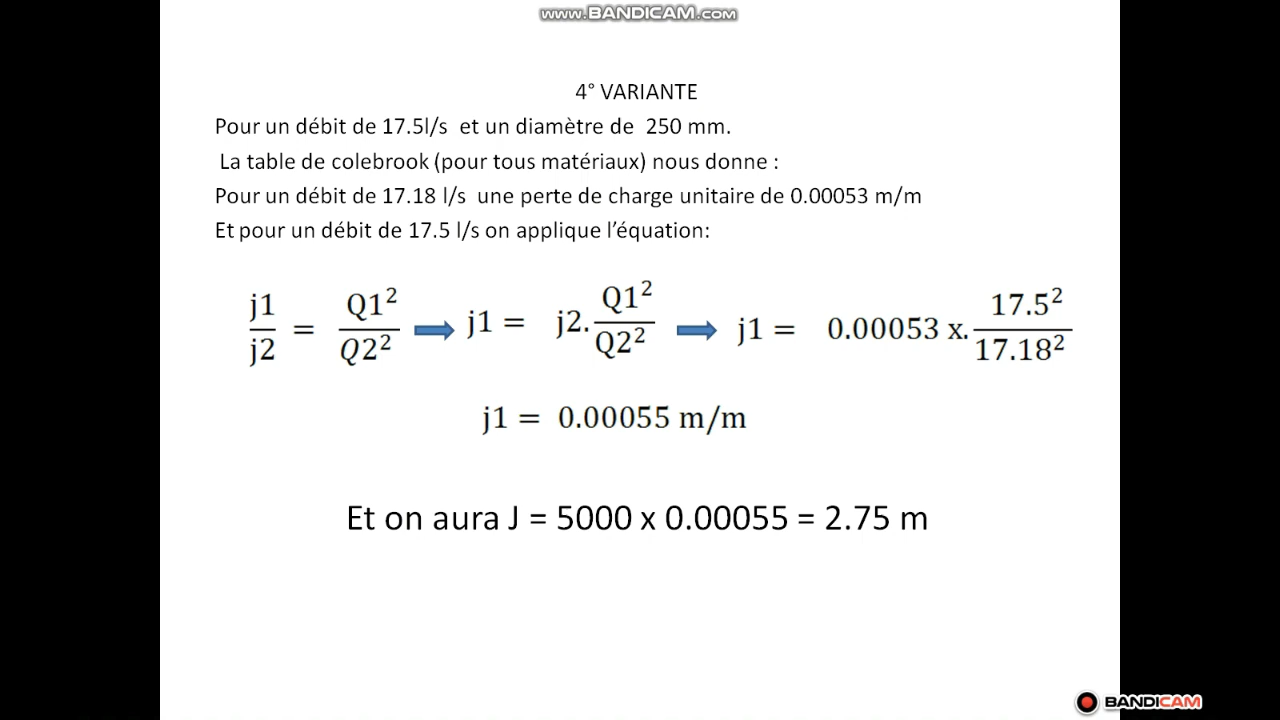 www.BANDICAM.com
4° VARIANTE
Pour un débit de 17.5l/s et un diamètre de 250 mm.
La table de colebrook (pour tous matériaux) nous donne :
Pour un débit de 17.18 l/s une perte de charge unitaire de 0.00053 m/m
Et pour un débit de 17.5 l/s on applique l’équation:
j1/j2 = Q1²/Q2² ➡ j1 = j2.Q1²/Q2² ➡ j1 = 0.00053 x.17.5²/17.18²
j1 = 0.00055 m/m
Et on aura J = 5000 x 0.00055 = 2.75 m
BANDICAM